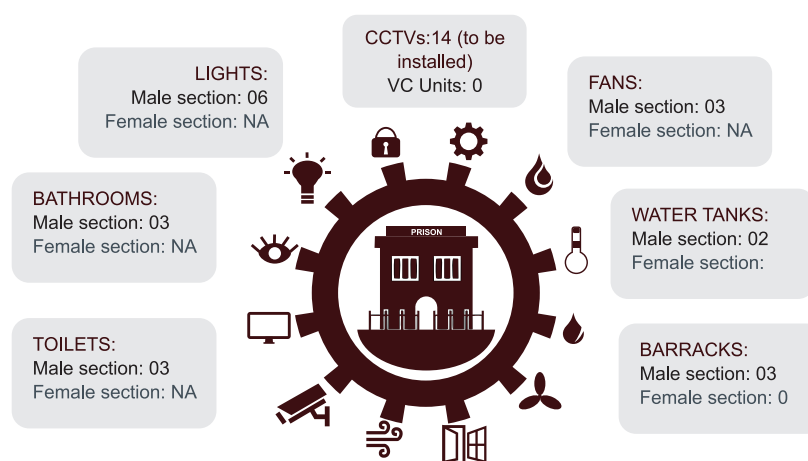 CCTVs:14 (to be
installed)
VC Units: 0
LIGHTS:
Male section: 06
Female section: NA
FANS:
Male section: 03
Female section: NA
BATHROOMS:
Male section: 03
Female section: NA
WATER TANKS:
Male section: 02
Female section:
PRISON
TOILETS:
Male section: 03
Female section: NA
BARRACKS:
Male section: 03
Female section: 0